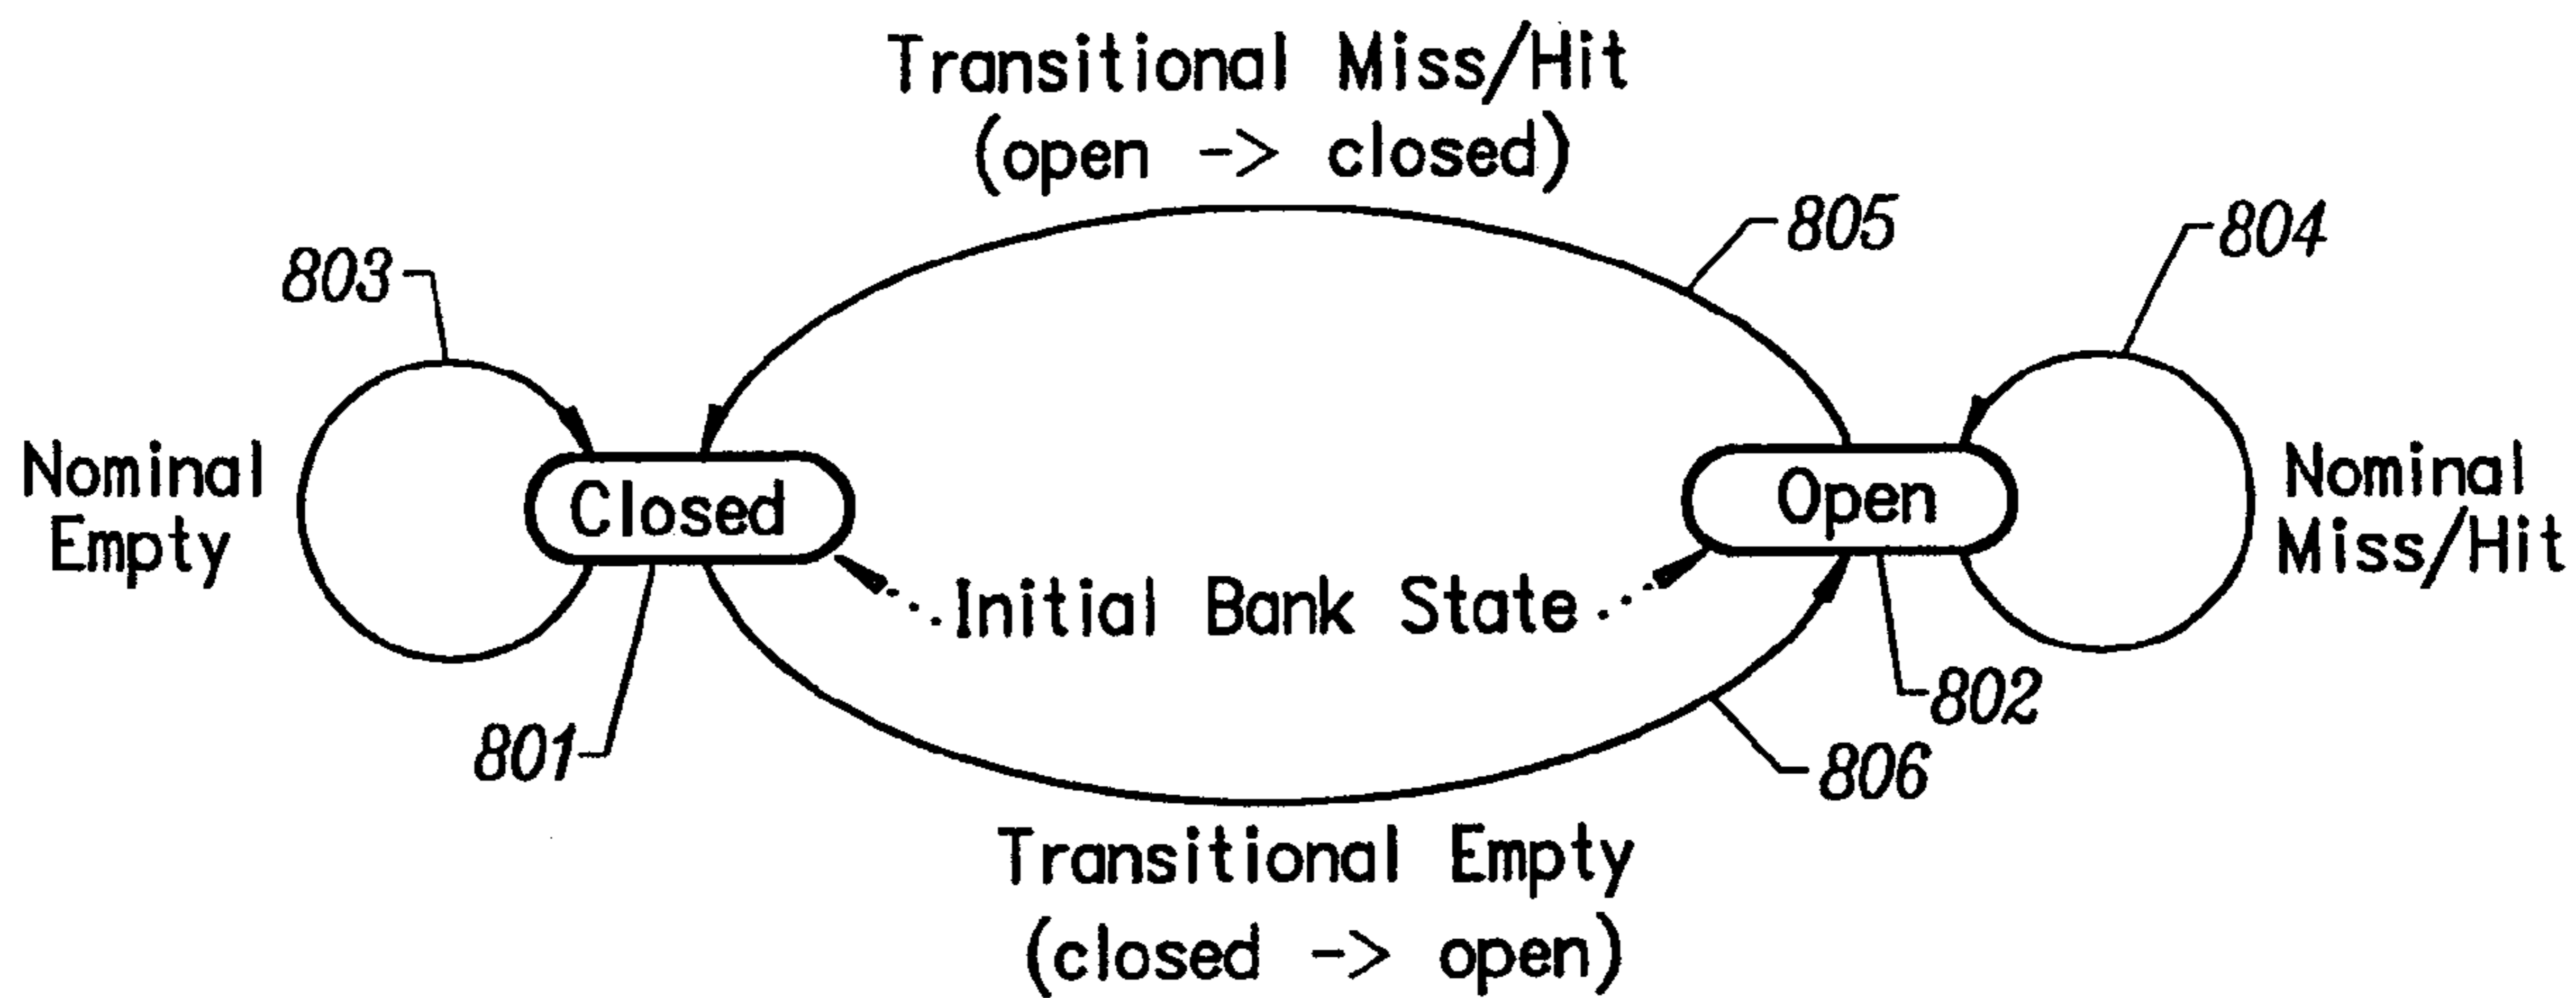 Transitional Miss/Hit
(open -> closed)
805
804
803
Nominal
Empty
Closed
Open
Nominal
Miss/Hit
Initial Bank State
801
802
806
Transitional Empty
(closed -> open)